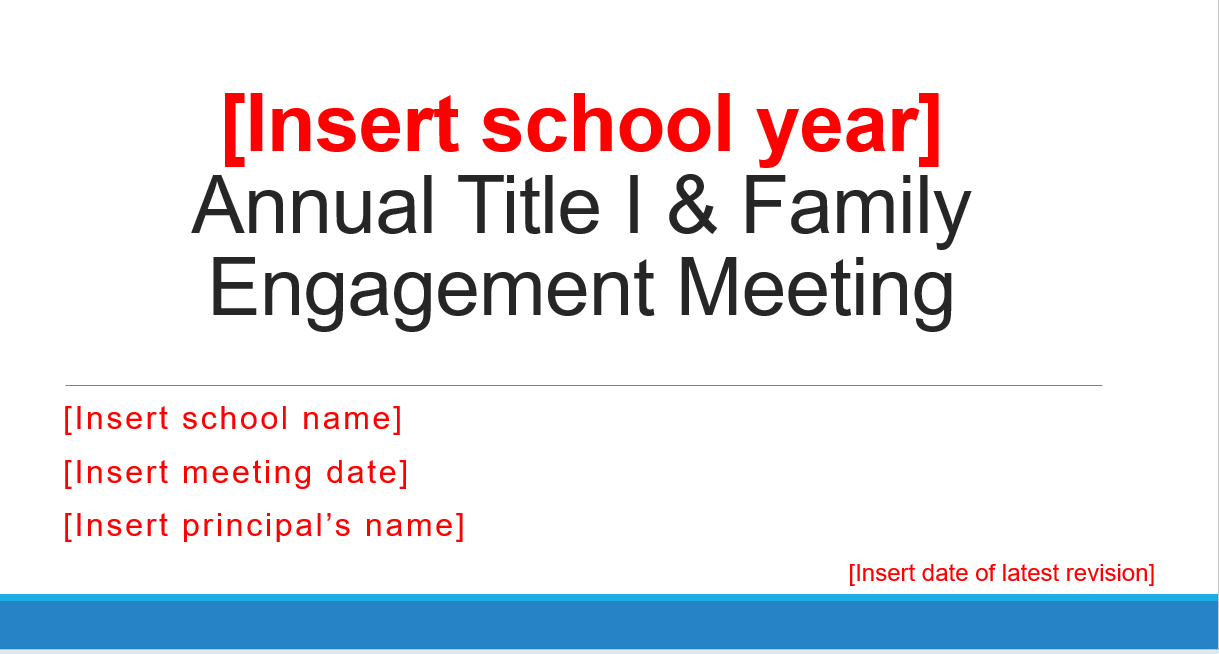 [Insert school year]
Annual Title I & Family
Engagement Meeting
[Insert school name]
[Insert meeting date]
[Insert principal’s name]
[Insert date of latest revision]